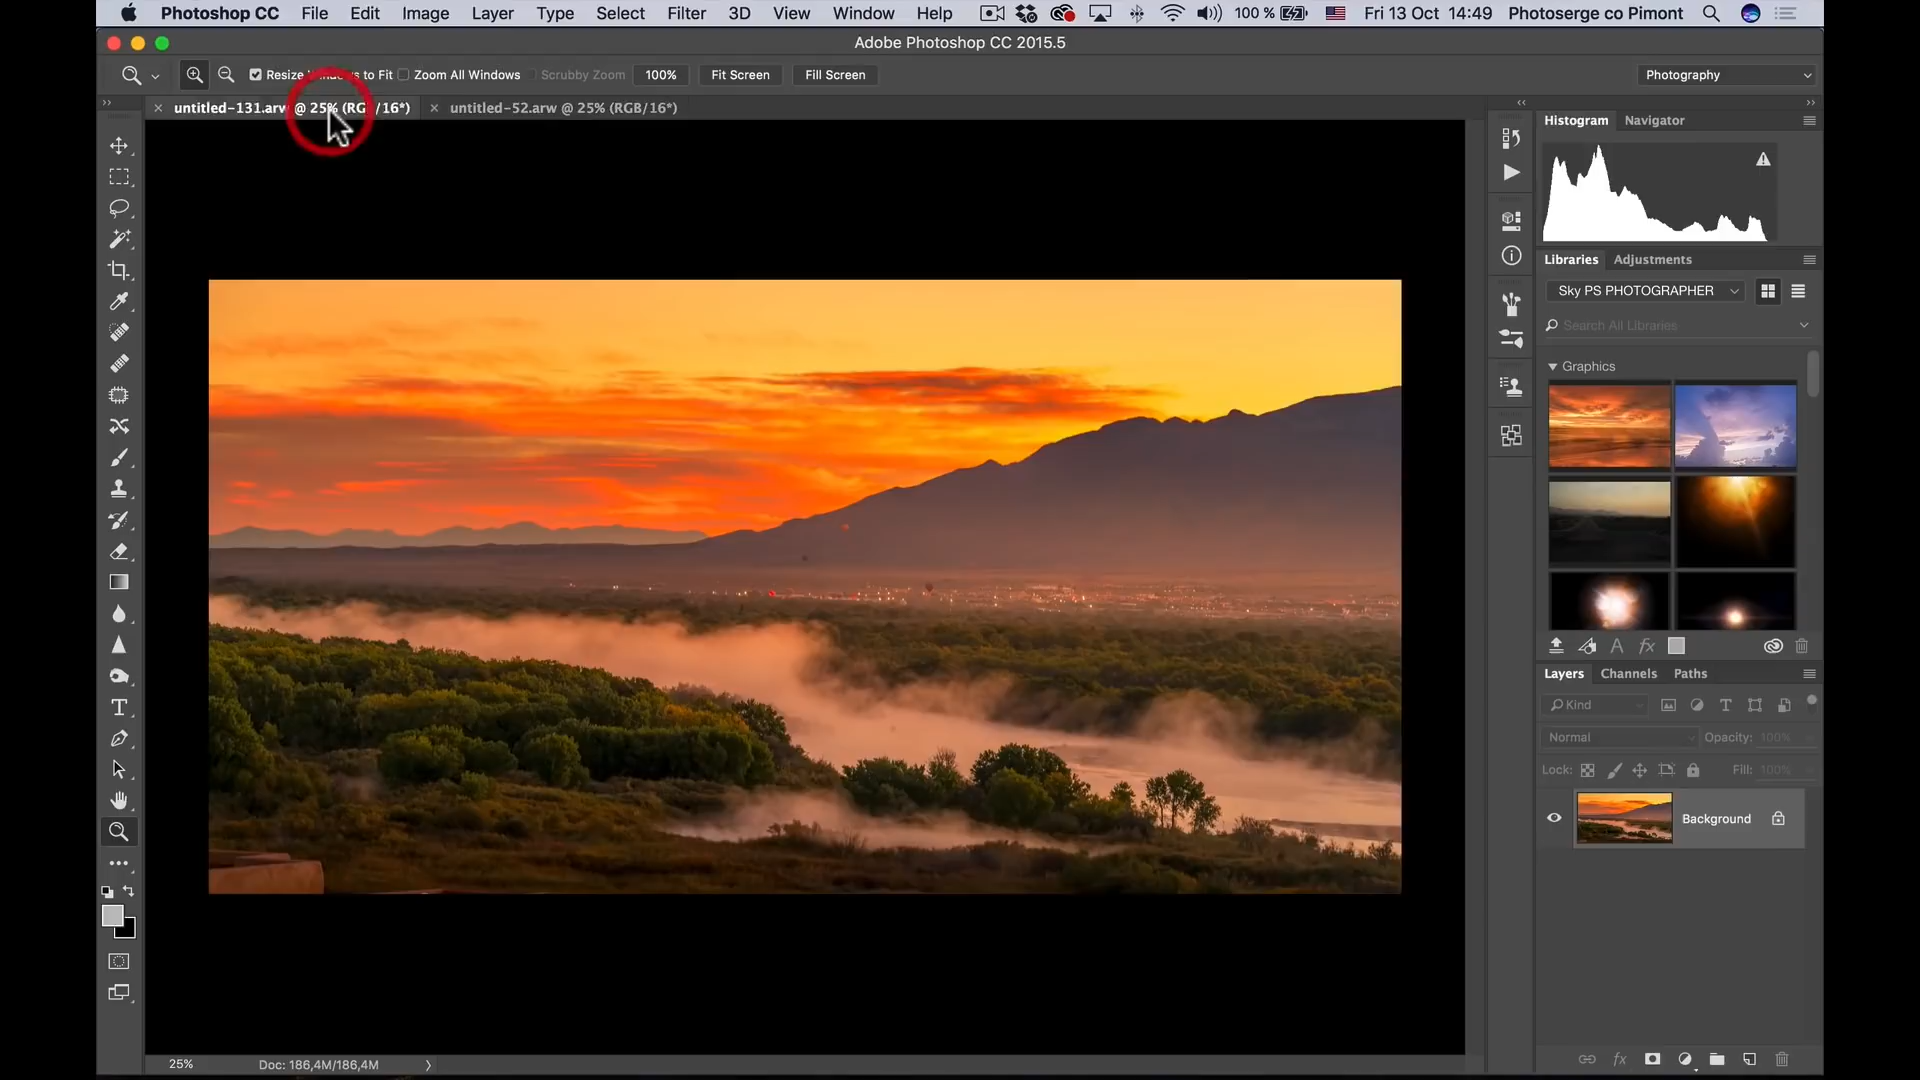 Photoshop CC File Edit Image Layer Type Select Filter 3D View Window Help 100 % Fri 13 Oct 14:49 Photoserge co Pimont
Adobe Photoshop CC 2015.5
Resize Windows to Fit Zoom All Windows Scrubby Zoom 100% Fit Screen Fill Screen Photography
untitled-131.arw @ 25% (RGB/16*) untitled-52.arw @ 25% (RGB/16*)
Histogram Navigator
Libraries Adjustments
Sky PS PHOTOGRAPHER
Search All Libraries
Graphics
Layers Channels Paths
Kind
Normal Opacity: 100%
Lock: Fill: 100%
Background
25% Doc: 186,4M/186,4M